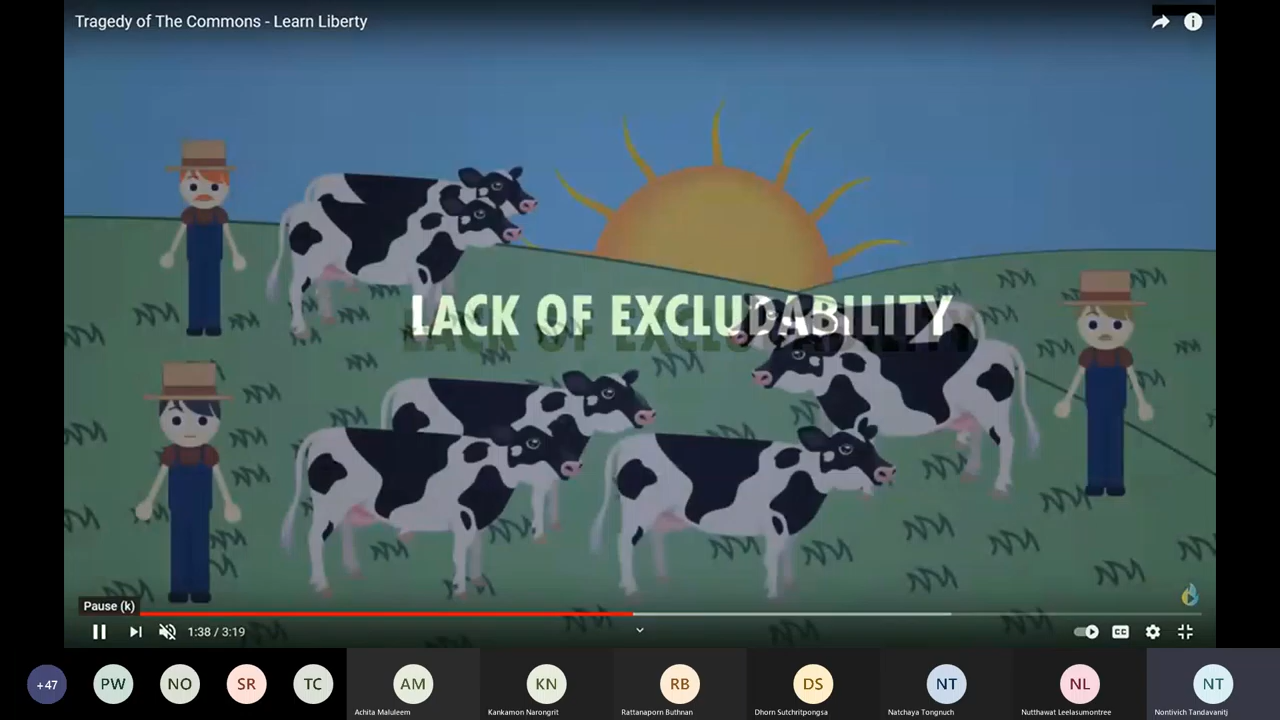 Tragedy of The Commons - Learn Liberty
LACK OF EXCLUDABILITY
Pause (k)
1:38 / 3:19
CC
+47
PW
NO
SR
TC
AM
KN
RB
DS
NT
NL
NT
Achita Maluleem
Kankamon Narongrit
Rattanaporn Buthnan
Dhorn Sutchritpongsa
Natchaya Tongnuch
Nutthawat Leelasumontree
Nontivich Tandavanitj